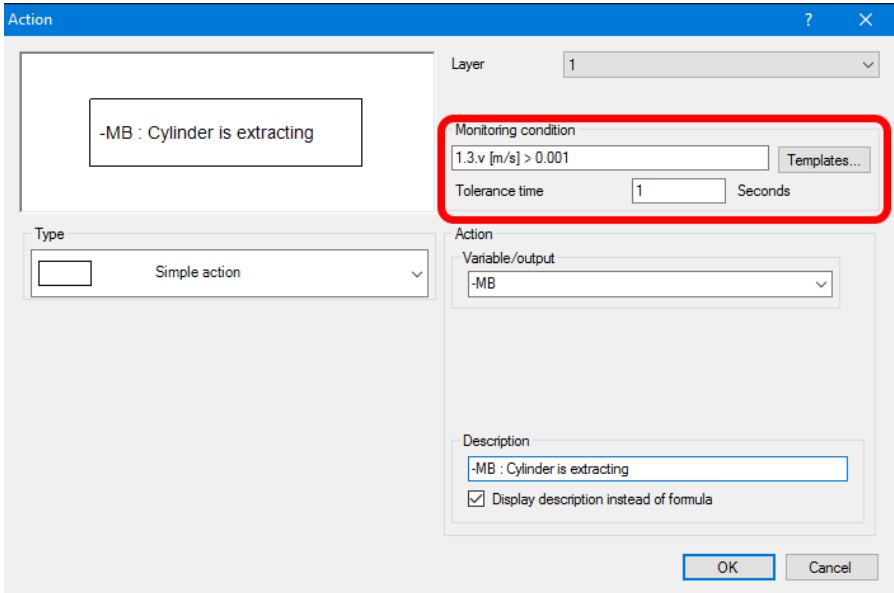 Action
?
-MB : Cylinder is extracting
Layer
1
Monitoring condition
1.3.v [m/s] > 0.001
Templates...
Tolerance time
1
Seconds
Type
Simple action
Action
Variable/output
-MB
Description
-MB : Cylinder is extracting
Display description instead of formula
OK
Cancel